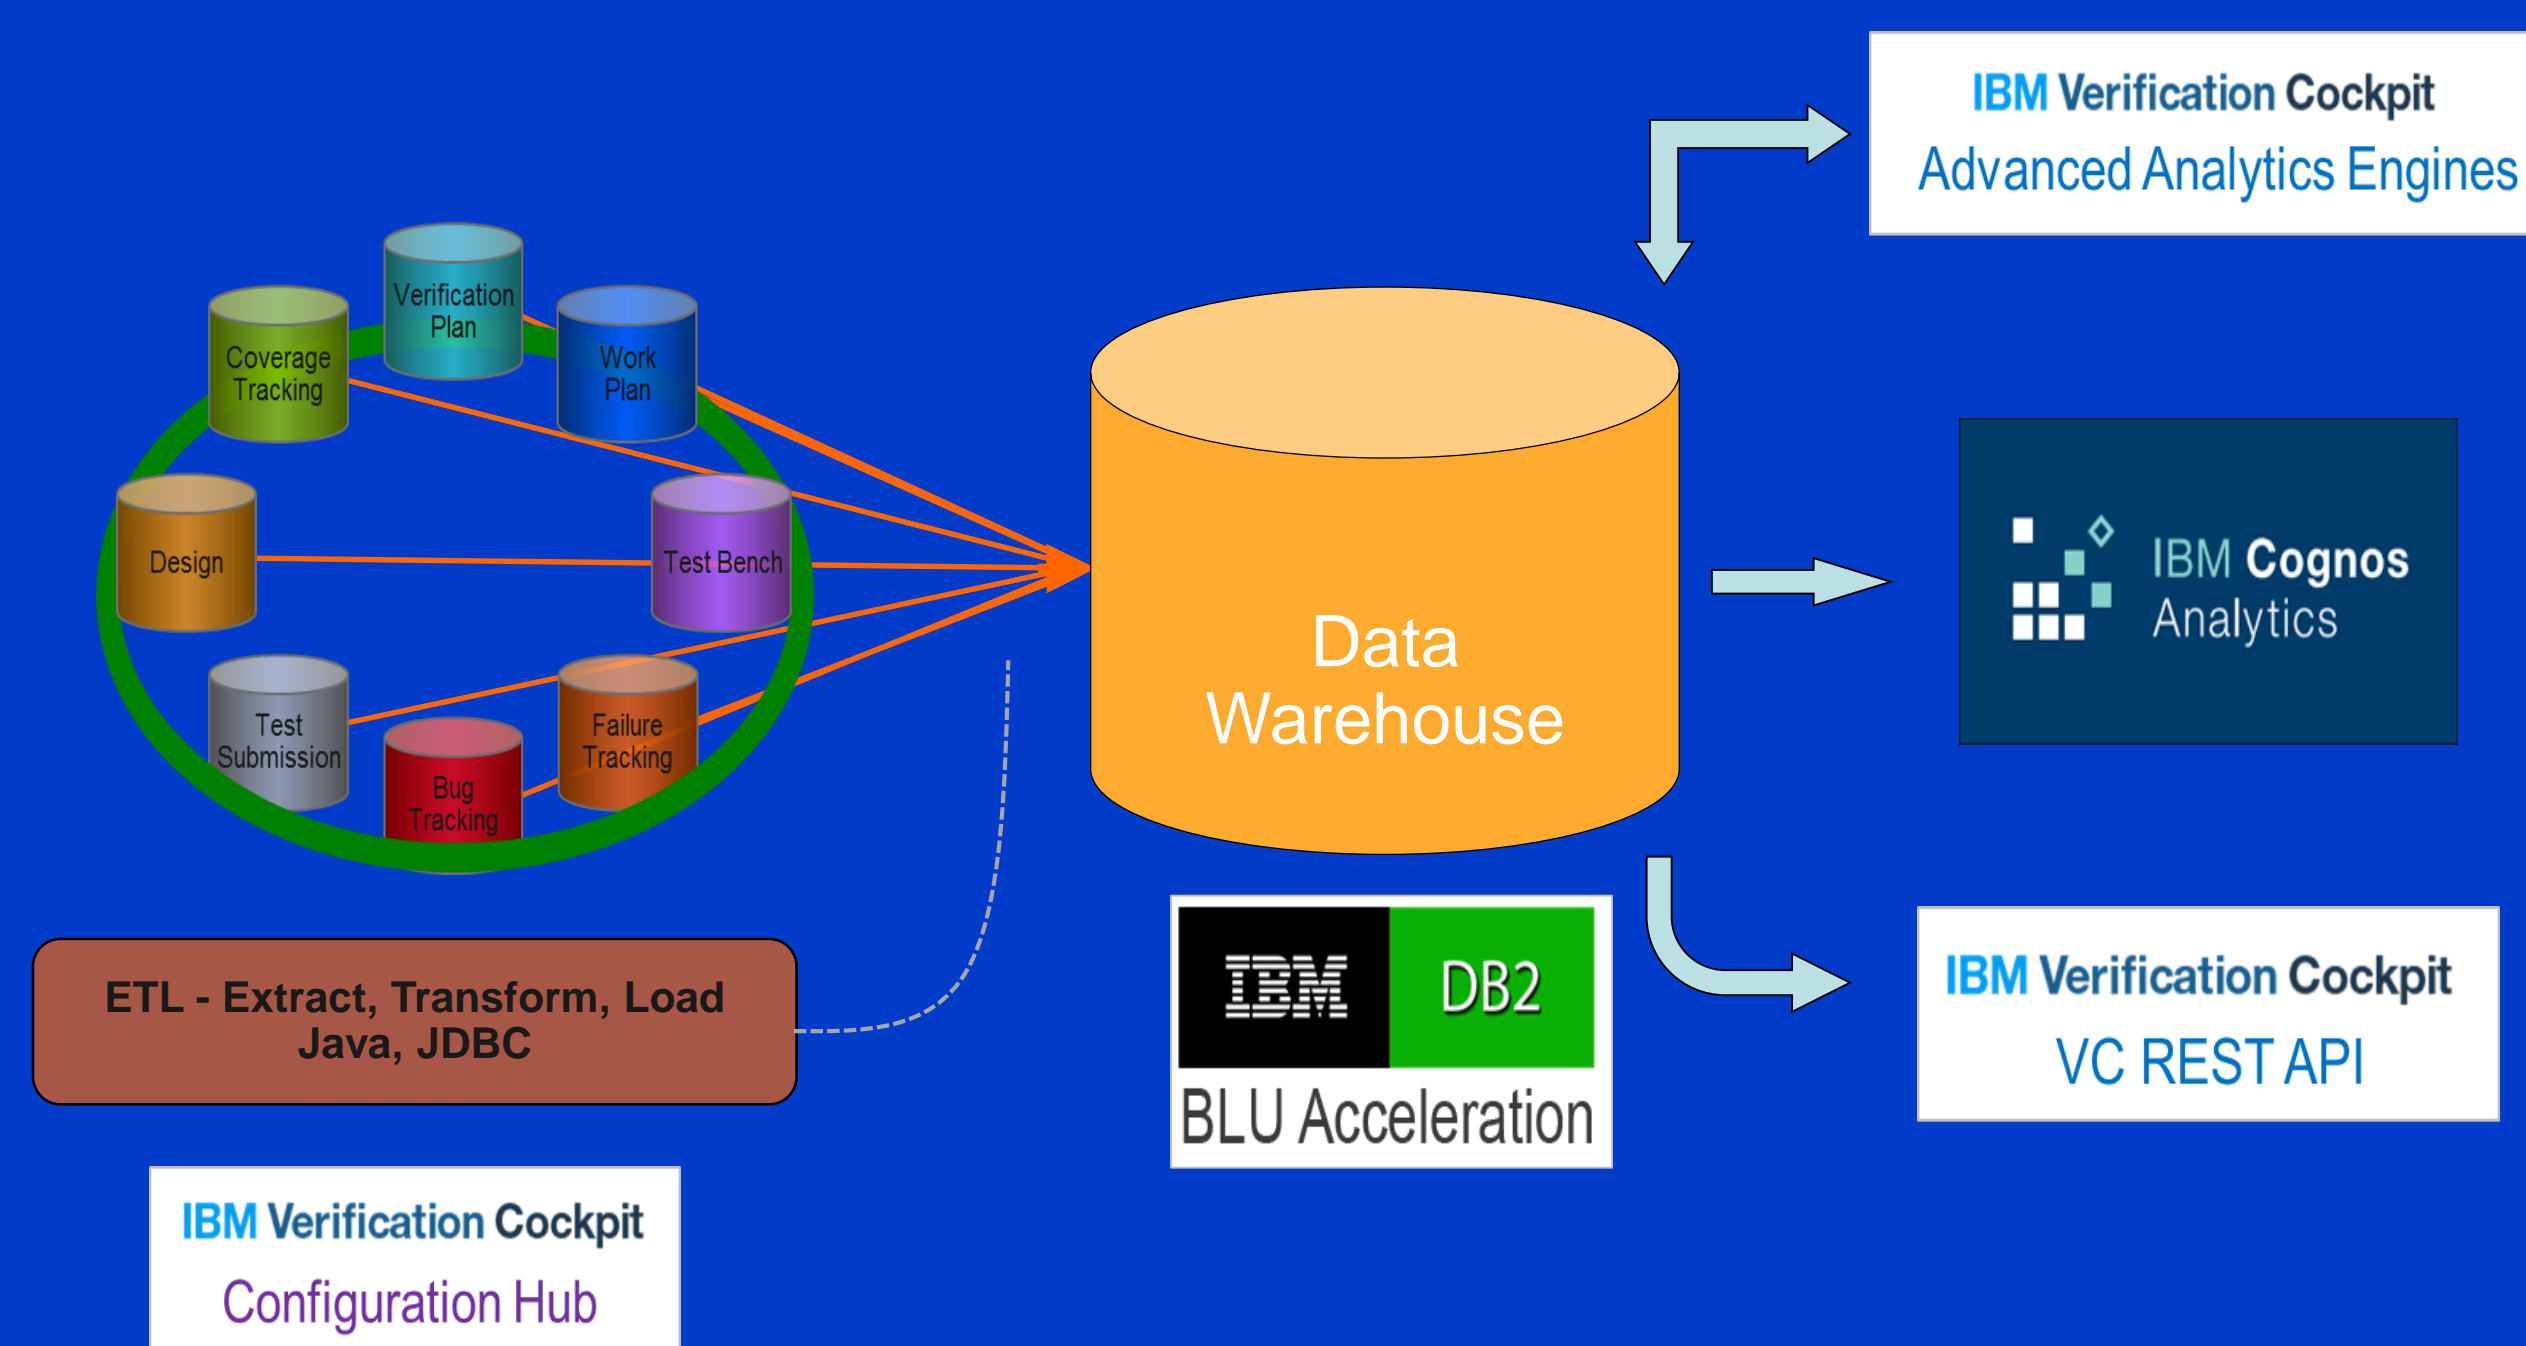 Verification
Plan
Coverage
Tracking
Work
Plan
Design
Test Bench
Test
Submission
Bug
Tracking
Failure
Tracking
ETL - Extract, Transform, Load
Java, JDBC
IBM Verification Cockpit
Configuration Hub
Data
Warehouse
IBM
DB2
BLU Acceleration
IBM Verification Cockpit
Advanced Analytics Engines
IBM Cognos
Analytics
IBM Verification Cockpit
VC REST API